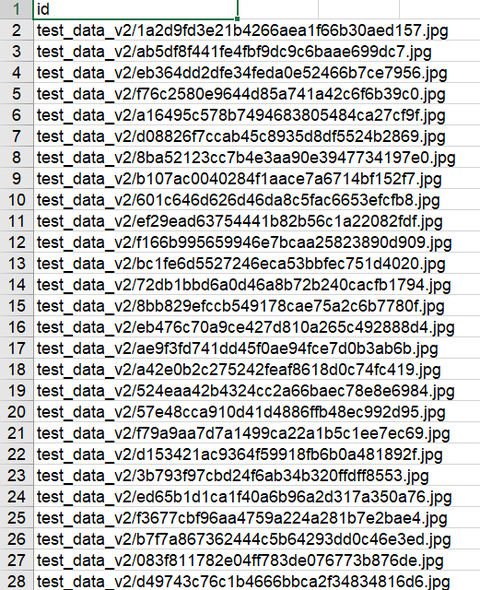 1 id
2 test_data_v2/1a2d9fd3e21b4266aea1f66b30aed157.jpg
3 test_data_v2/ab5df8f441fe4fbf9dc9c6baae699dc7.jpg
4 test_data_v2/eb364dd2dfe34feda0e52466b7ce7956.jpg
5 test_data_v2/f76c2580e9644d85a741a42c6f6b39c0.jpg
6 test_data_v2/a16495c578b7494683805484ca27cf9f.jpg
7 test_data_v2/d08826f7ccab45c8935d8df5524b2869.jpg
8 test_data_v2/8ba52123cc7b4e3aa90e3947734197e0.jpg
9 test_data_v2/b107ac0040284f1aace7a6714bf152f7.jpg
10 test_data_v2/601c646d626d46da8c5fac6653efcfb8.jpg
11 test_data_v2/ef29ead63754441b82b56c1a22082fdf.jpg
12 test_data_v2/f166b995659946e7bcaa25823890d909.jpg
13 test_data_v2/bc1fe6d5527246eca53bbfec751d4020.jpg
14 test_data_v2/72db1bbd6a0d46a8b72b240cacfb1794.jpg
15 test_data_v2/8bb829efccb549178cae75a2c6b7780f.jpg
16 test_data_v2/eb476c70a9ce427d810a265c492888d4.jpg
17 test_data_v2/ae9f3fd741dd45f0ae94fce7d0b3ab6b.jpg
18 test_data_v2/a42e0b2c275242feaf8618d0c74fc419.jpg
19 test_data_v2/524eaa42b4324cc2a66baec78e8e6984.jpg
20 test_data_v2/57e48cca910d41d4886ffb48ec992d95.jpg
21 test_data_v2/f79a9aa7d7a1499ca22a1b5c1ee7ec69.jpg
22 test_data_v2/d153421ac9364f59918fb6b0a481892f.jpg
23 test_data_v2/3b793f97cbd24f6ab34b320ffdff8553.jpg
24 test_data_v2/ed65b1d1ca1f40a6b96a2d317a350a76.jpg
25 test_data_v2/f3677cbf96aa4759a224a281b7e2bae4.jpg
26 test_data_v2/b7f7a867362444c5b64293dd0c46e3ed.jpg
27 test_data_v2/083f811782e04ff783de076773b876de.jpg
28 test_data_v2/d49743c76c1b4666bbca2f34834816d6.jpg